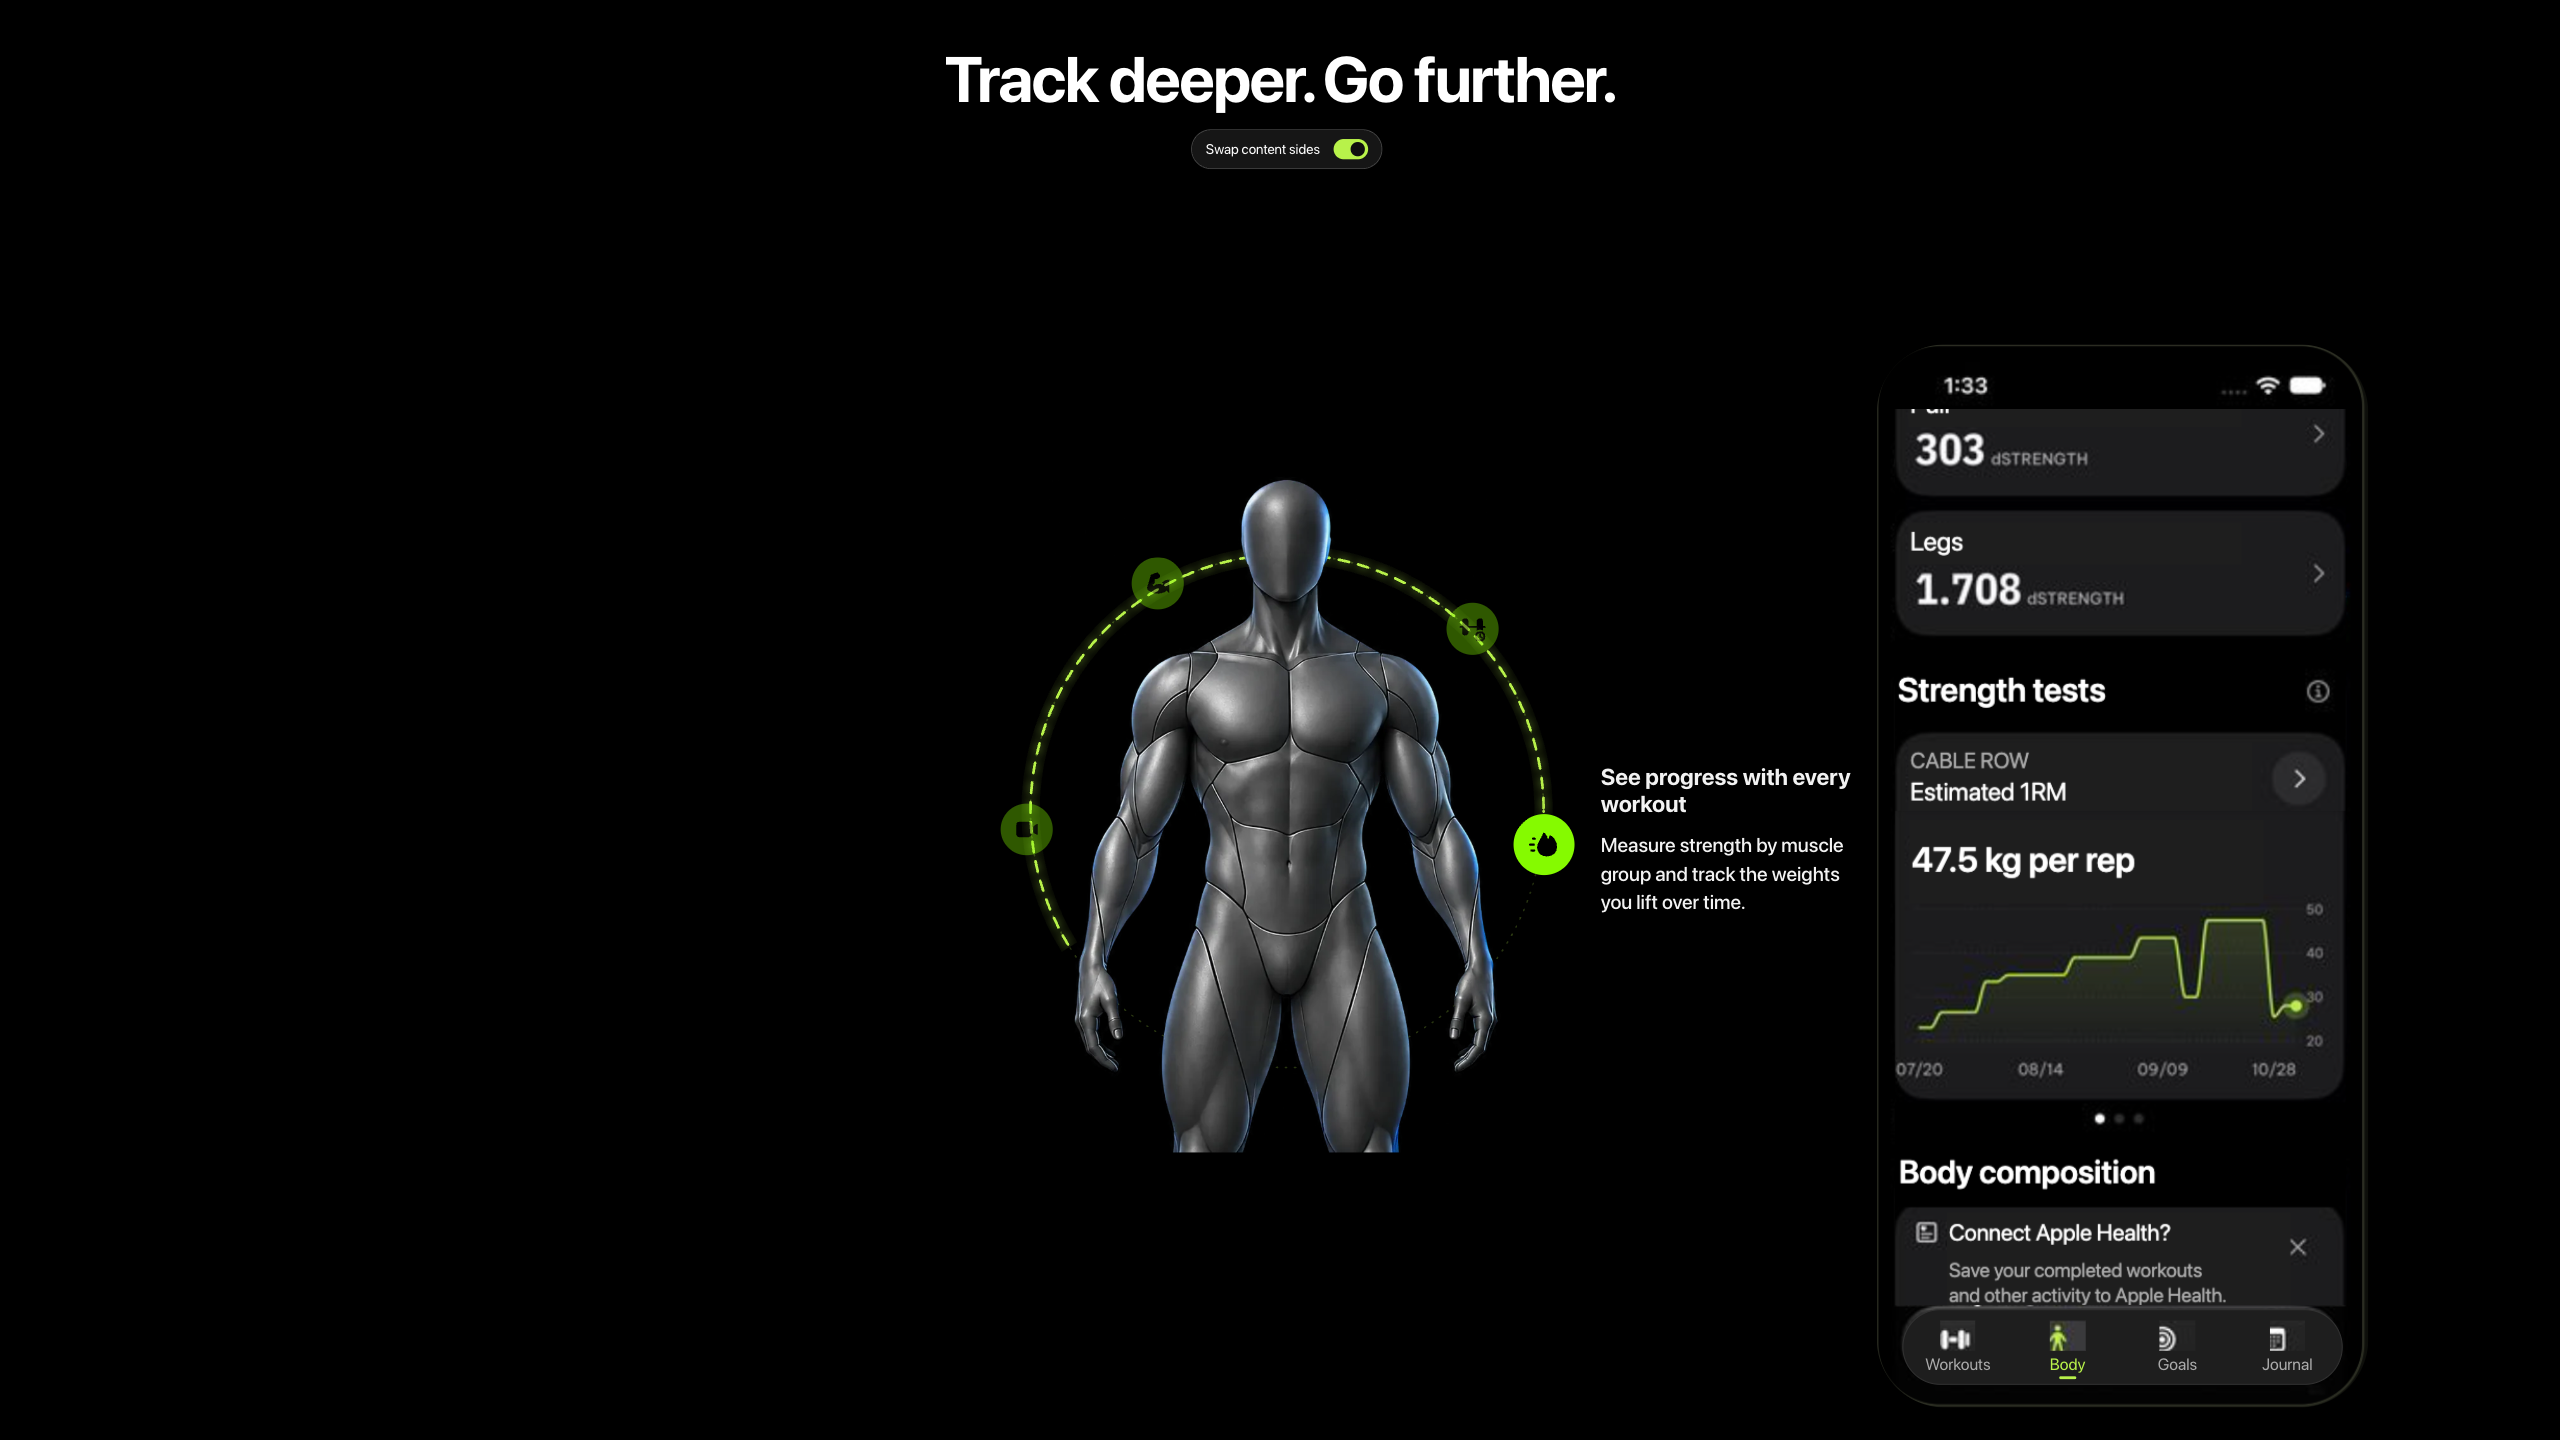 Track deeper. Go further.
Swap content sides
See progress with every
workout
Measure strength by muscle
group and track the weights
you lift over time.
1:33
303 dSTRENGTH
Legs
1.708 dSTRENGTH
Strength tests
CABLE ROW
Estimated 1RM
47.5 kg per rep
50
40
30
20
07/20 08/14 09/09 10/28
Body composition
Connect Apple Health?
Save your completed workouts
and other activity to Apple Health.
Workouts Body Goals Journal